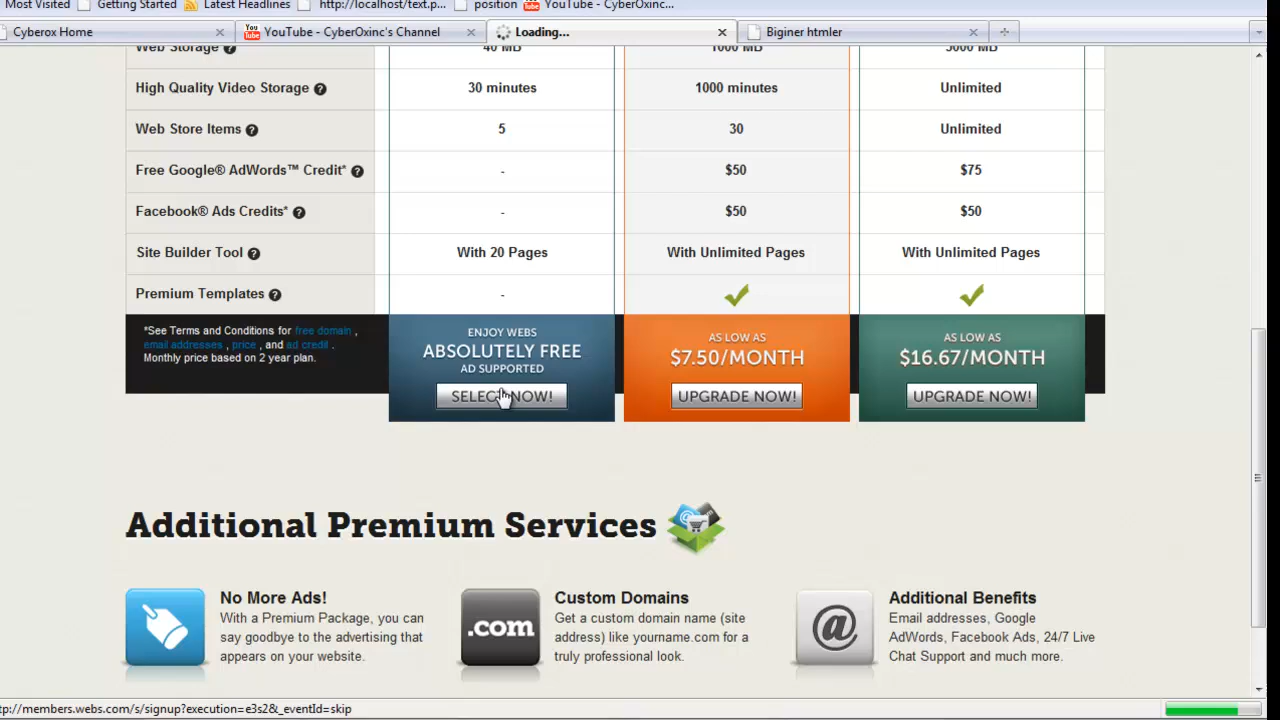 Most Visited Getting Started Latest Headlines http://localhost/text.p... position YouTube - CyberOxinc...
Cyberox Home YouTube - CyberOxinc's Channel Loading... Biginer htmler
Web Storage 40 MB 1000 MB 5000 MB
High Quality Video Storage 30 minutes 1000 minutes Unlimited
Web Store Items 5 30 Unlimited
Free Google® AdWords™ Credit* - $50 $75
Facebook® Ads Credits* - $50 $50
Site Builder Tool With 20 Pages With Unlimited Pages With Unlimited Pages
Premium Templates -
*See Terms and Conditions for free domain ,
email addresses , price , and ad credit .
Monthly price based on 2 year plan.
ENJOY WEBS
ABSOLUTELY FREE
AD SUPPORTED
SELECT NOW!
AS LOW AS
$7.50/MONTH
UPGRADE NOW!
AS LOW AS
$16.67/MONTH
UPGRADE NOW!
Additional Premium Services
No More Ads!
With a Premium Package, you can
say goodbye to the advertising that
appears on your website.
.com
Custom Domains
Get a custom domain name (site
address) like yourname.com for a
truly professional look.
@
Additional Benefits
Email addresses, Google
AdWords, Facebook Ads, 24/7 Live
Chat Support and much more.
tp://members.webs.com/s/signup?execution=e3s2&_eventId=skip